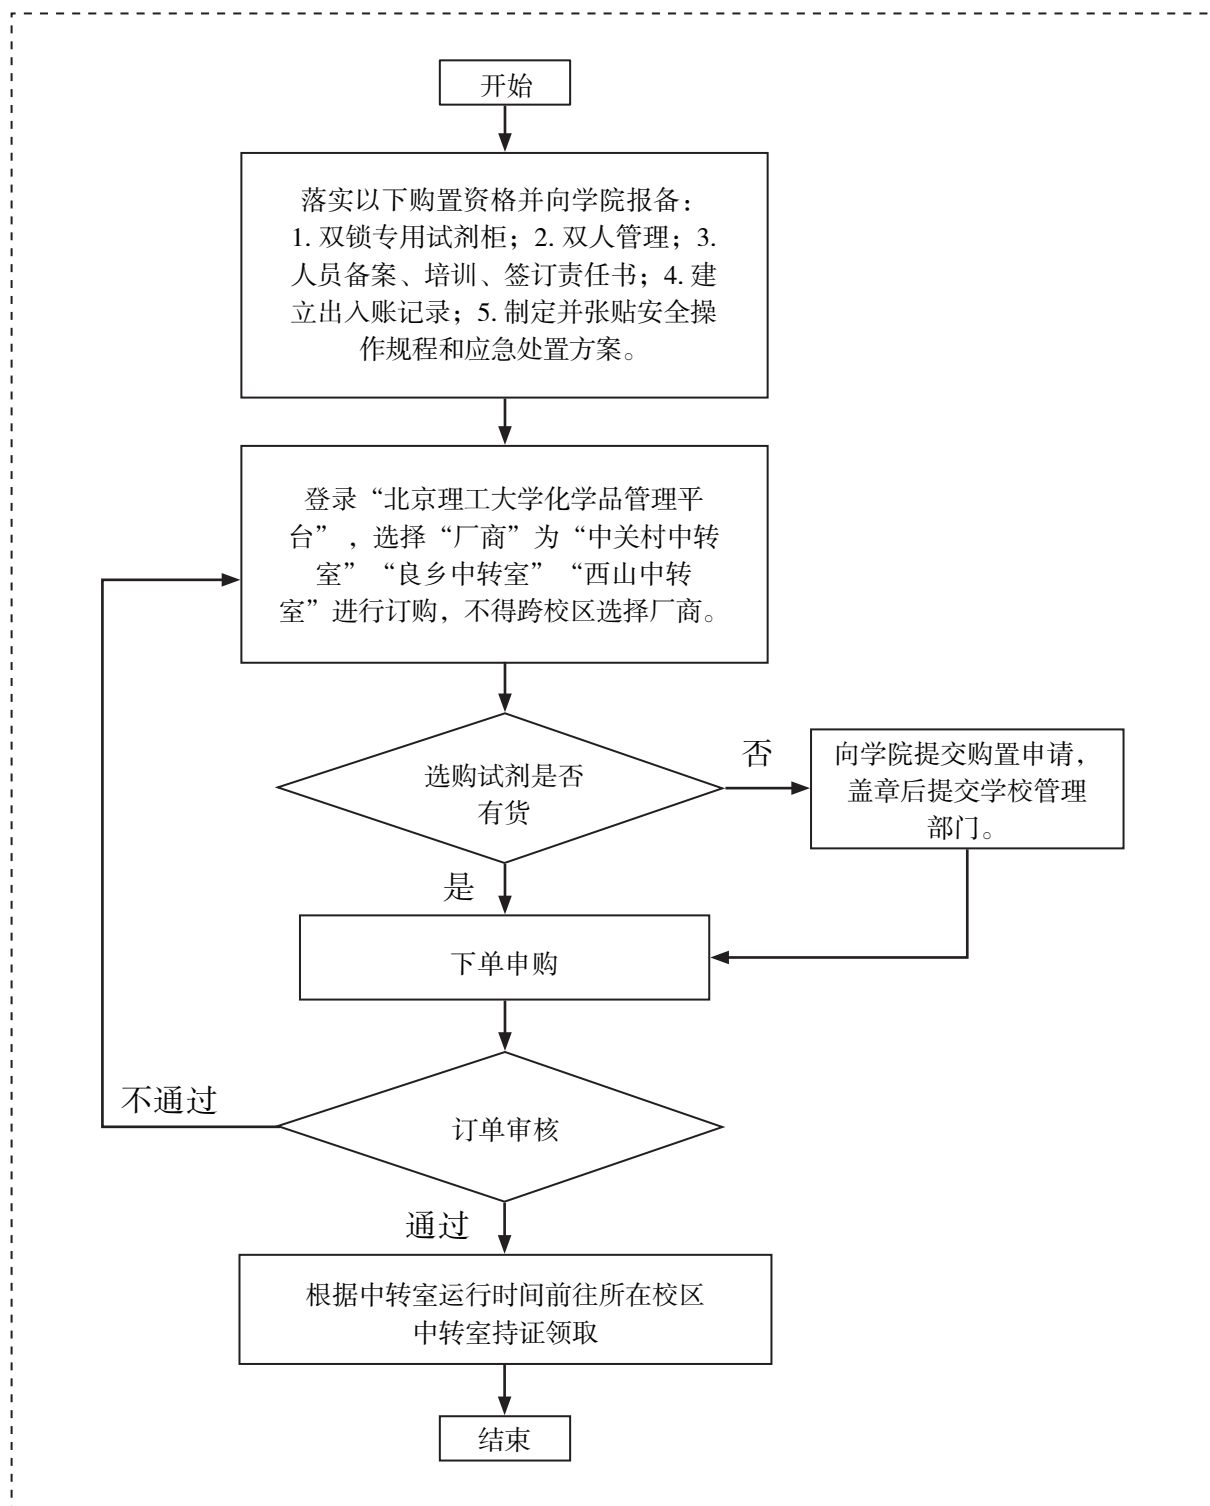 开始
落实以下购置资格并向学院报备：
1. 双锁专用试剂柜；2. 双人管理；3.
人员备案、培训、签订责任书；4. 建
立出入账记录；5. 制定并张贴安全操
作规程和应急处置方案。
登录“北京理工大学化学品管理平
台”，选择“厂商”为“中关村中转
室”“良乡中转室”“西山中转
室”进行订购，不得跨校区选择厂商。
选购试剂是否
有货
否
向学院提交购置申请，
盖章后提交学校管理
部门。
是
下单申购
不通过
订单审核
通过
根据中转室运行时间前往所在校区
中转室持证领取
结束